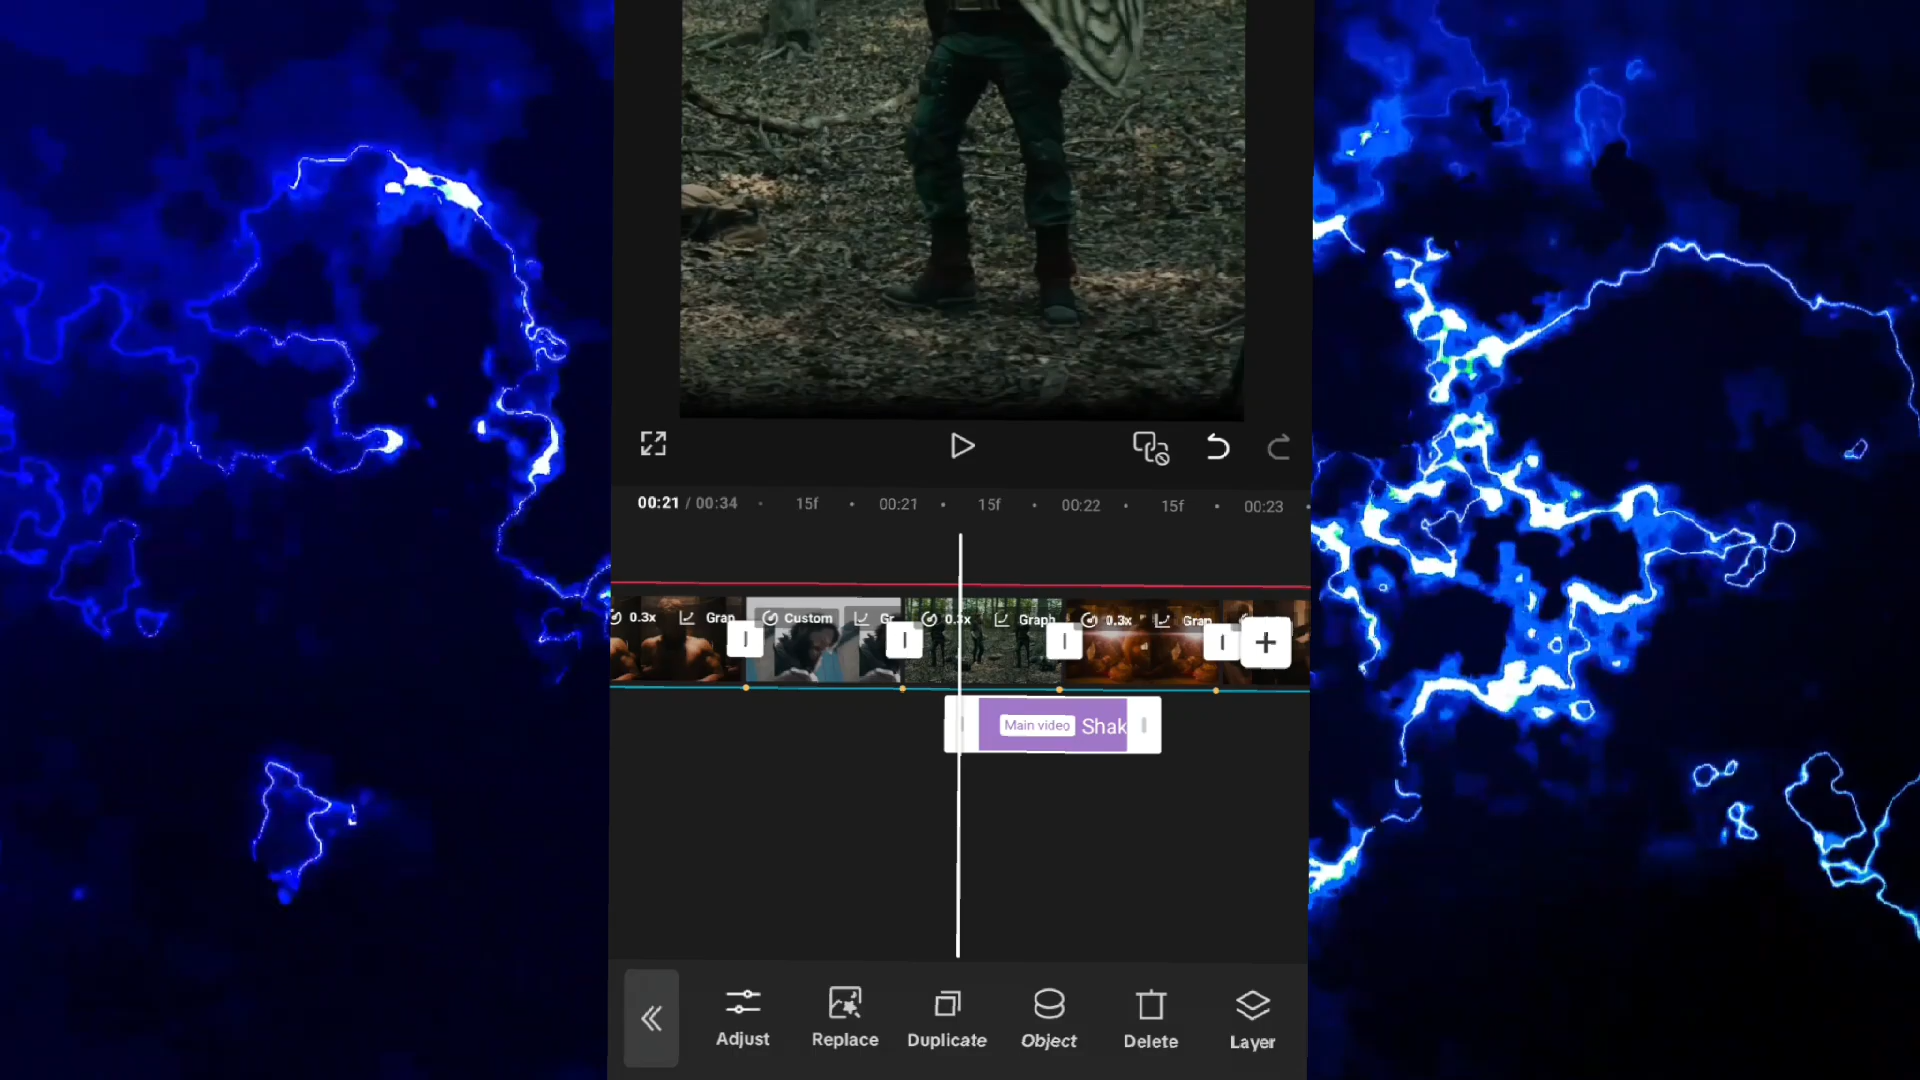 00:21 / 00:34 15f 00:21 15f 00:22 15f 00:23
0.3x Grap Custom Gr 0.3x Graph 0.3x Grap
Main video Shak
Adjust Replace Duplicate Object Delete Layer